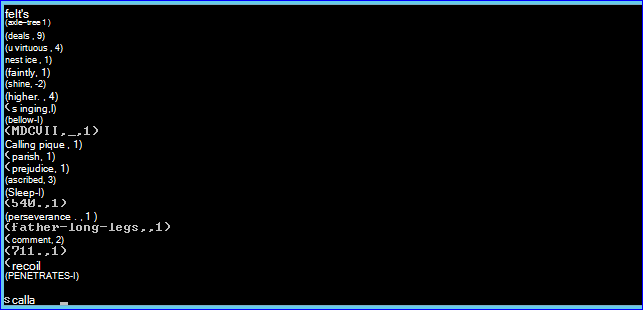 felt's
(axle-tree 1)
(deals , 9)
(u virtuous , 4)
nest ice , 1)
(faintly, 1)
(shine, -2)
(higher. , 4)
(s inging,l)
(bellow-l)
(MDCVII,_,1)
Calling pique , 1)
(parish, 1)
(prejudice, 1)
(ascribed, 3)
(Sleep-l)
(540.,1)
(perseverance . , 1 )
(father-long-legs,,1)
(comment, 2)
(711.,1)
(recoil
(PENETRATES-l)
s calla _